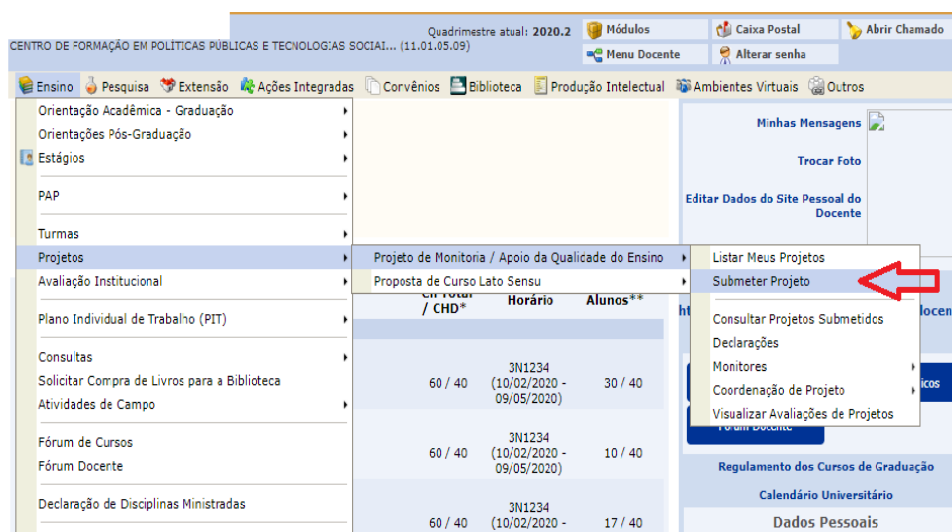 Quadrimestre atual: 2020.2
Módulos
Caixa Postal
Abrir Chamado
CENTRO DE FORMAÇÃO EM POLÍTICAS PÚBLICAS E TECNOLOGIAS SOCIAI... (11.01.05.09)
Menu Docente
Alterar senha
Ensino
Pesquisa
Extensão
Ações Integradas
Convênios
Biblioteca
Produção Intelectual
Ambientes Virtuais
Outros
Orientação Acadêmica - Graduação
Orientações Pós-Graduação
Estágios
PAP
Turmas
Projetos
Avaliação Institucional
Plano Individual de Trabalho (PIT)
Consultas
Solicitar Compra de Livros para a Biblioteca
Atividades de Campo
Fórum de Cursos
Fórum Docente
Declaração de Disciplinas Ministradas
Projeto de Monitoria / Apoio da Qualidade do Ensino
Proposta de Curso Lato Sensu
Listar Meus Projetos
Submeter Projeto
Consultar Projetos Submetidos
Declarações
Monitores
Coordenação de Projeto
Visualizar Avaliações de Projetos
Minhas Mensagens
Trocar Foto
Editar Dados do Site Pessoal do
Docente
/ CHD*
Horário
Alunos**
60 / 40
3N1234
(10/02/2020 -
09/05/2020)
30 / 40
60 / 40
3N1234
(10/02/2020 -
09/05/2020)
10 / 40
60 / 40
3N1234
(10/02/2020 -
17 / 40
Fórum Docente
Regulamento dos Cursos de Graduação
Calendário Universitário
Dados Pessoais